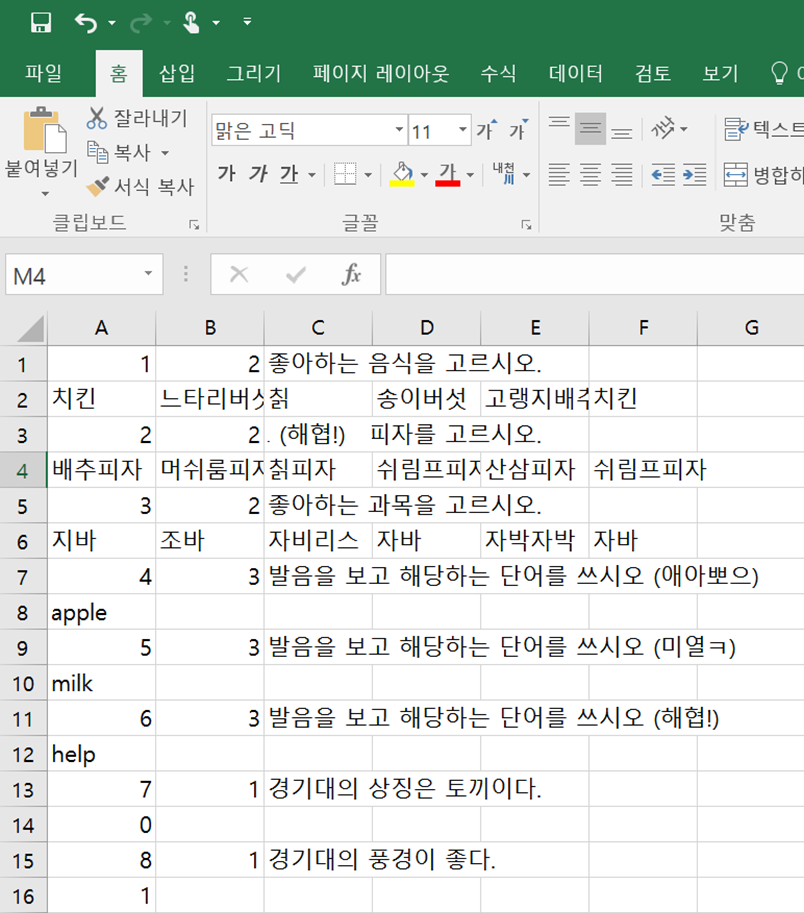 파일 홈 삽입 그리기 페이지 레이아웃 수식 데이터 검토 보기
붙여넣기 잘라내기 복사 서식 복사
클립보드
맑은 고딕 11 가 가
가 가 가 가 내천 川
글꼴
텍스트
병합하
맞춤
M4 fx
A B C D E F G
1 1 2 좋아하는 음식을 고르시오.
2 치킨 느타리버섯 칡 송이버섯 고랭지배추 치킨
3 2 2 . (해협!) 피자를 고르시오.
4 배추피자 머쉬룸피자 칡피자 쉬림프피자 산삼피자 쉬림프피자
5 3 2 좋아하는 과목을 고르시오.
6 지바 조바 자비리스 자바 자박자박 자바
7 4 3 발음을 보고 해당하는 단어를 쓰시오 (애아뽀으)
8 apple
9 5 3 발음을 보고 해당하는 단어를 쓰시오 (미열ㅋ)
10 milk
11 6 3 발음을 보고 해당하는 단어를 쓰시오 (해협!)
12 help
13 7 1 경기대의 상징은 토끼이다.
14 0
15 8 1 경기대의 풍경이 좋다.
16 1